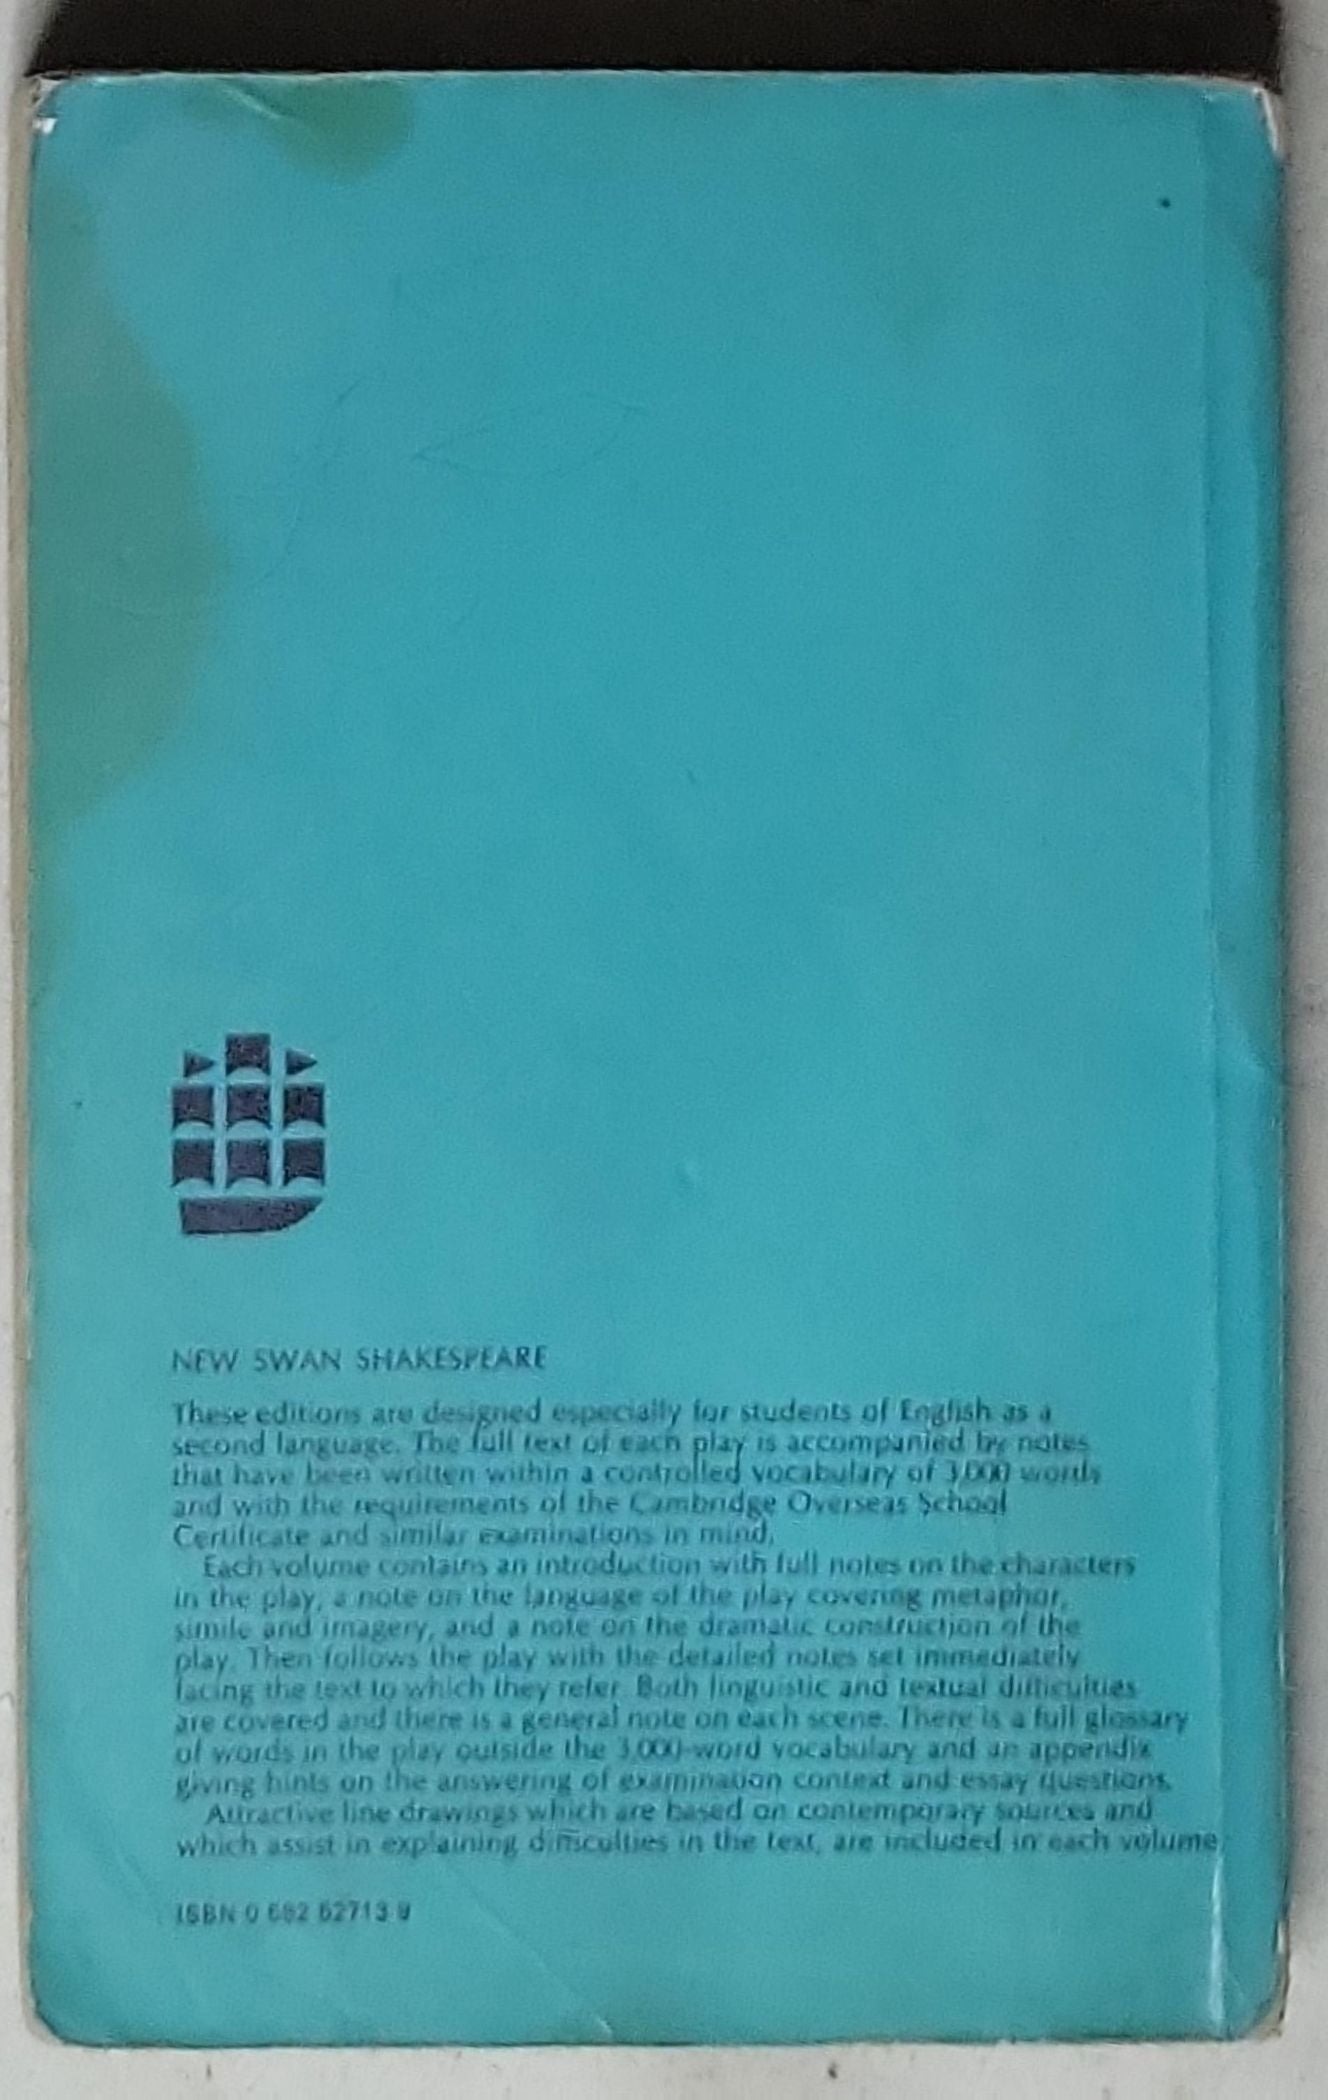 NEW SWAN SHAKESPEARE
These editions are designed especially for students of English as a
second language. The full text of each play is accompanied by notes
that have been written within a controlled vocabulary of 3,000 words
and with the requirements of the Cambridge Overseas School
Certificate and similar examinations in mind.
Each volume contains an introduction with full notes on the characters
in the play, a note on the language of the play covering metaphor,
simile and imagery, and a note on the dramatic construction of the
play. Then follows the play with the detailed notes set immediately
facing the text to which they refer. Both linguistic and textual difficulties
are covered and there is a general note on each scene. There is a full glossary
of words in the play outside the 3,000-word vocabulary and an appendix
giving hints on the answering of examination context and essay questions.
Attractive line drawings which are based on contemporary sources and
which assist in explaining difficulties in the text, are included in each volume
ISBN 0 582 52713 9